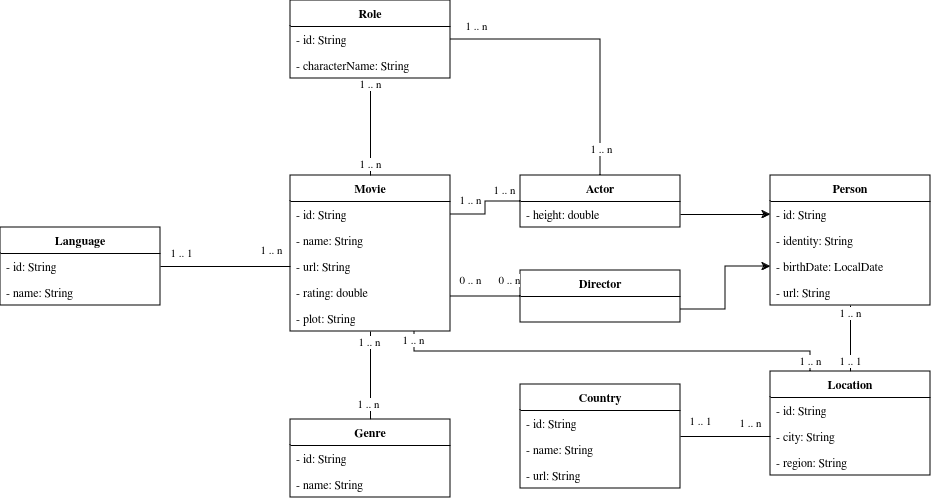 Role
- id: String
- characterName: String
1 .. n
1 .. n
1 .. n
1 .. n
Movie
- id: String
- name: String
- url: String
- rating: double
- plot: String
1 .. n
1 .. n
Actor
- height: double
Person
- id: String
- identity: String
- birthDate: LocalDate
- url: String
Language
- id: String
- name: String
1 .. 1
1 .. n
0 .. n
0 .. n
Director
1 .. n
1 .. n
1 .. n
1 .. n
1 .. 1
1 .. n
Genre
- id: String
- name: String
Country
- id: String
- name: String
- url: String
1 .. 1
1 .. n
Location
- id: String
- city: String
- region: String